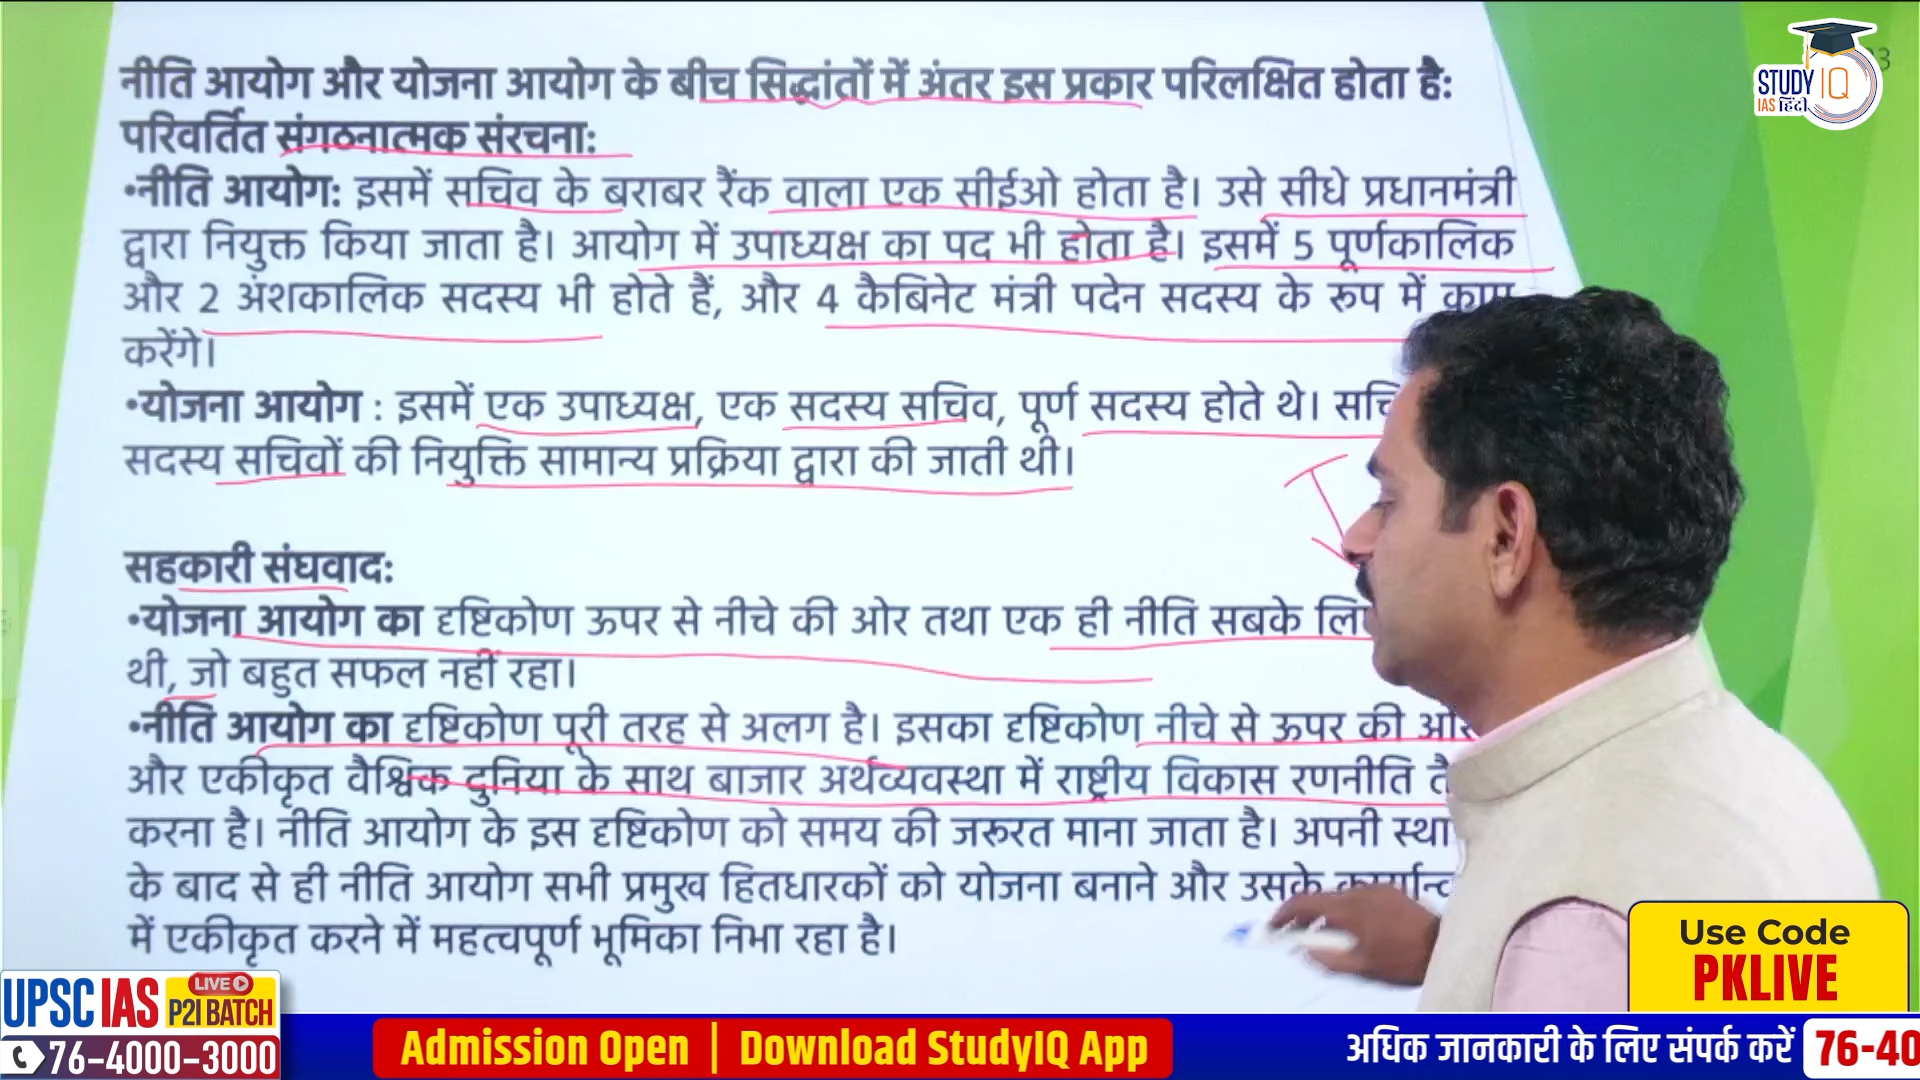 नीति आयोग और योजना आयोग के बीच सिद्धांतों में अंतर इस प्रकार परिलक्षित होता है:
परिवर्तित संगठनात्मक संरचना:
•नीति आयोग: इसमें सचिव के बराबर रैंक वाला एक सीईओ होता है। उसे सीधे प्रधानमंत्री
द्वारा नियुक्त किया जाता है। आयोग में उपाध्यक्ष का पद भी होता है। इसमें 5 पूर्णकालिक
और 2 अंशकालिक सदस्य भी होते हैं, और 4 कैबिनेट मंत्री पदेन सदस्य के रूप में काम
करेंगे।
•योजना आयोग : इसमें एक उपाध्यक्ष, एक सदस्य सचिव, पूर्ण सदस्य होते थे।
सदस्य सचिवों की नियुक्ति सामान्य प्रक्रिया द्वारा की जाती थी।
सहकारी संघवाद:
•योजना आयोग का दृष्टिकोण ऊपर से नीचे की ओर तथा एक ही नीति सबके
थी, जो बहुत सफल नहीं रहा।
•नीति आयोग का दृष्टिकोण पूरी तरह से अलग है। इसका दृष्टिकोण नीचे से ऊपर की ओर
और एकीकृत वैश्विक दुनिया के साथ बाजार अर्थव्यवस्था में राष्ट्रीय विकास रणनीति
करना है। नीति आयोग के इस दृष्टिकोण को समय की जरूरत माना जाता है। अपनी
के बाद से ही नीति आयोग सभी प्रमुख हितधारकों को योजना बनाने और उसके
में एकीकृत करने में महत्वपूर्ण भूमिका निभा रहा है।
STUDY IQ
IAS हिंदी
3
Use Code
PKLIVE
UPSC IAS LIVE P2I BATCH
76-4000-3000
Admission Open | Download StudyIQ App
अधिक जानकारी के लिए संपर्क करें 76-40